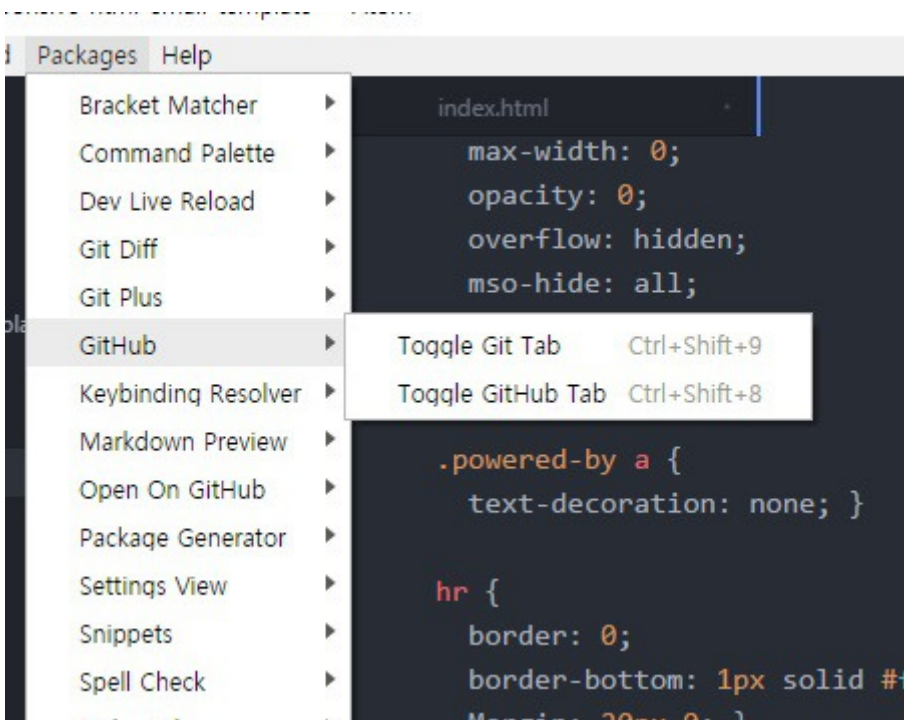 Packages Help
Bracket Matcher
Command Palette
Dev Live Reload
Git Diff
Git Plus
GitHub
Keybinding Resolver
Markdown Preview
Open On GitHub
Package Generator
Settings View
Snippets
Spell Check
Toggle Git Tab Ctrl+Shift+9
Toggle GitHub Tab Ctrl+Shift+8
index.html
max-width: 0;
opacity: 0;
overflow: hidden;
mso-hide: all;
.powered-by a {
text-decoration: none; }
hr {
border: 0;
border-bottom: 1px solid #
Margin: 20px 0; }